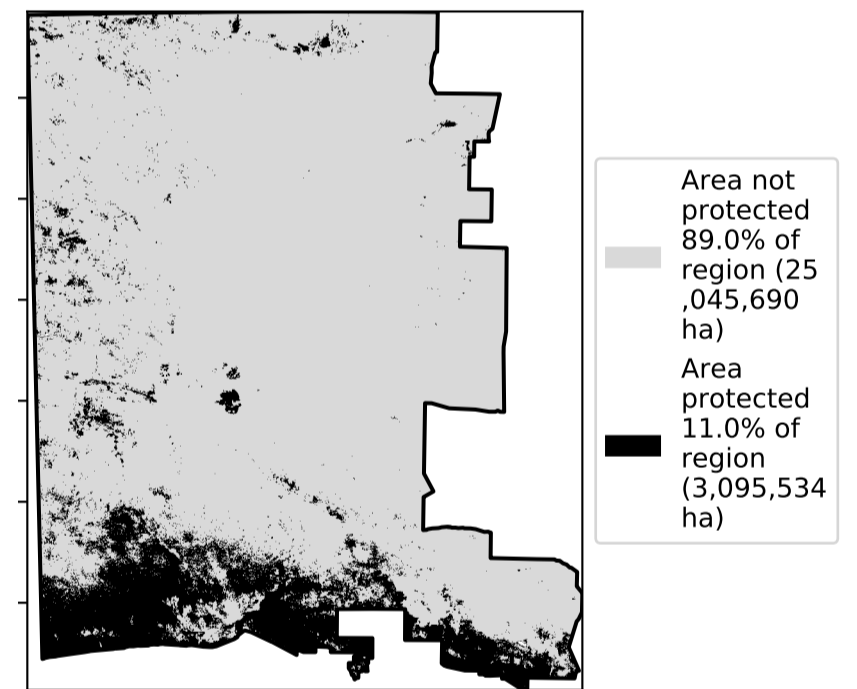 Area not
protected
89.0% of
region (25
,045,690
ha)
Area
protected
11.0% of
region
(3,095,534
ha)